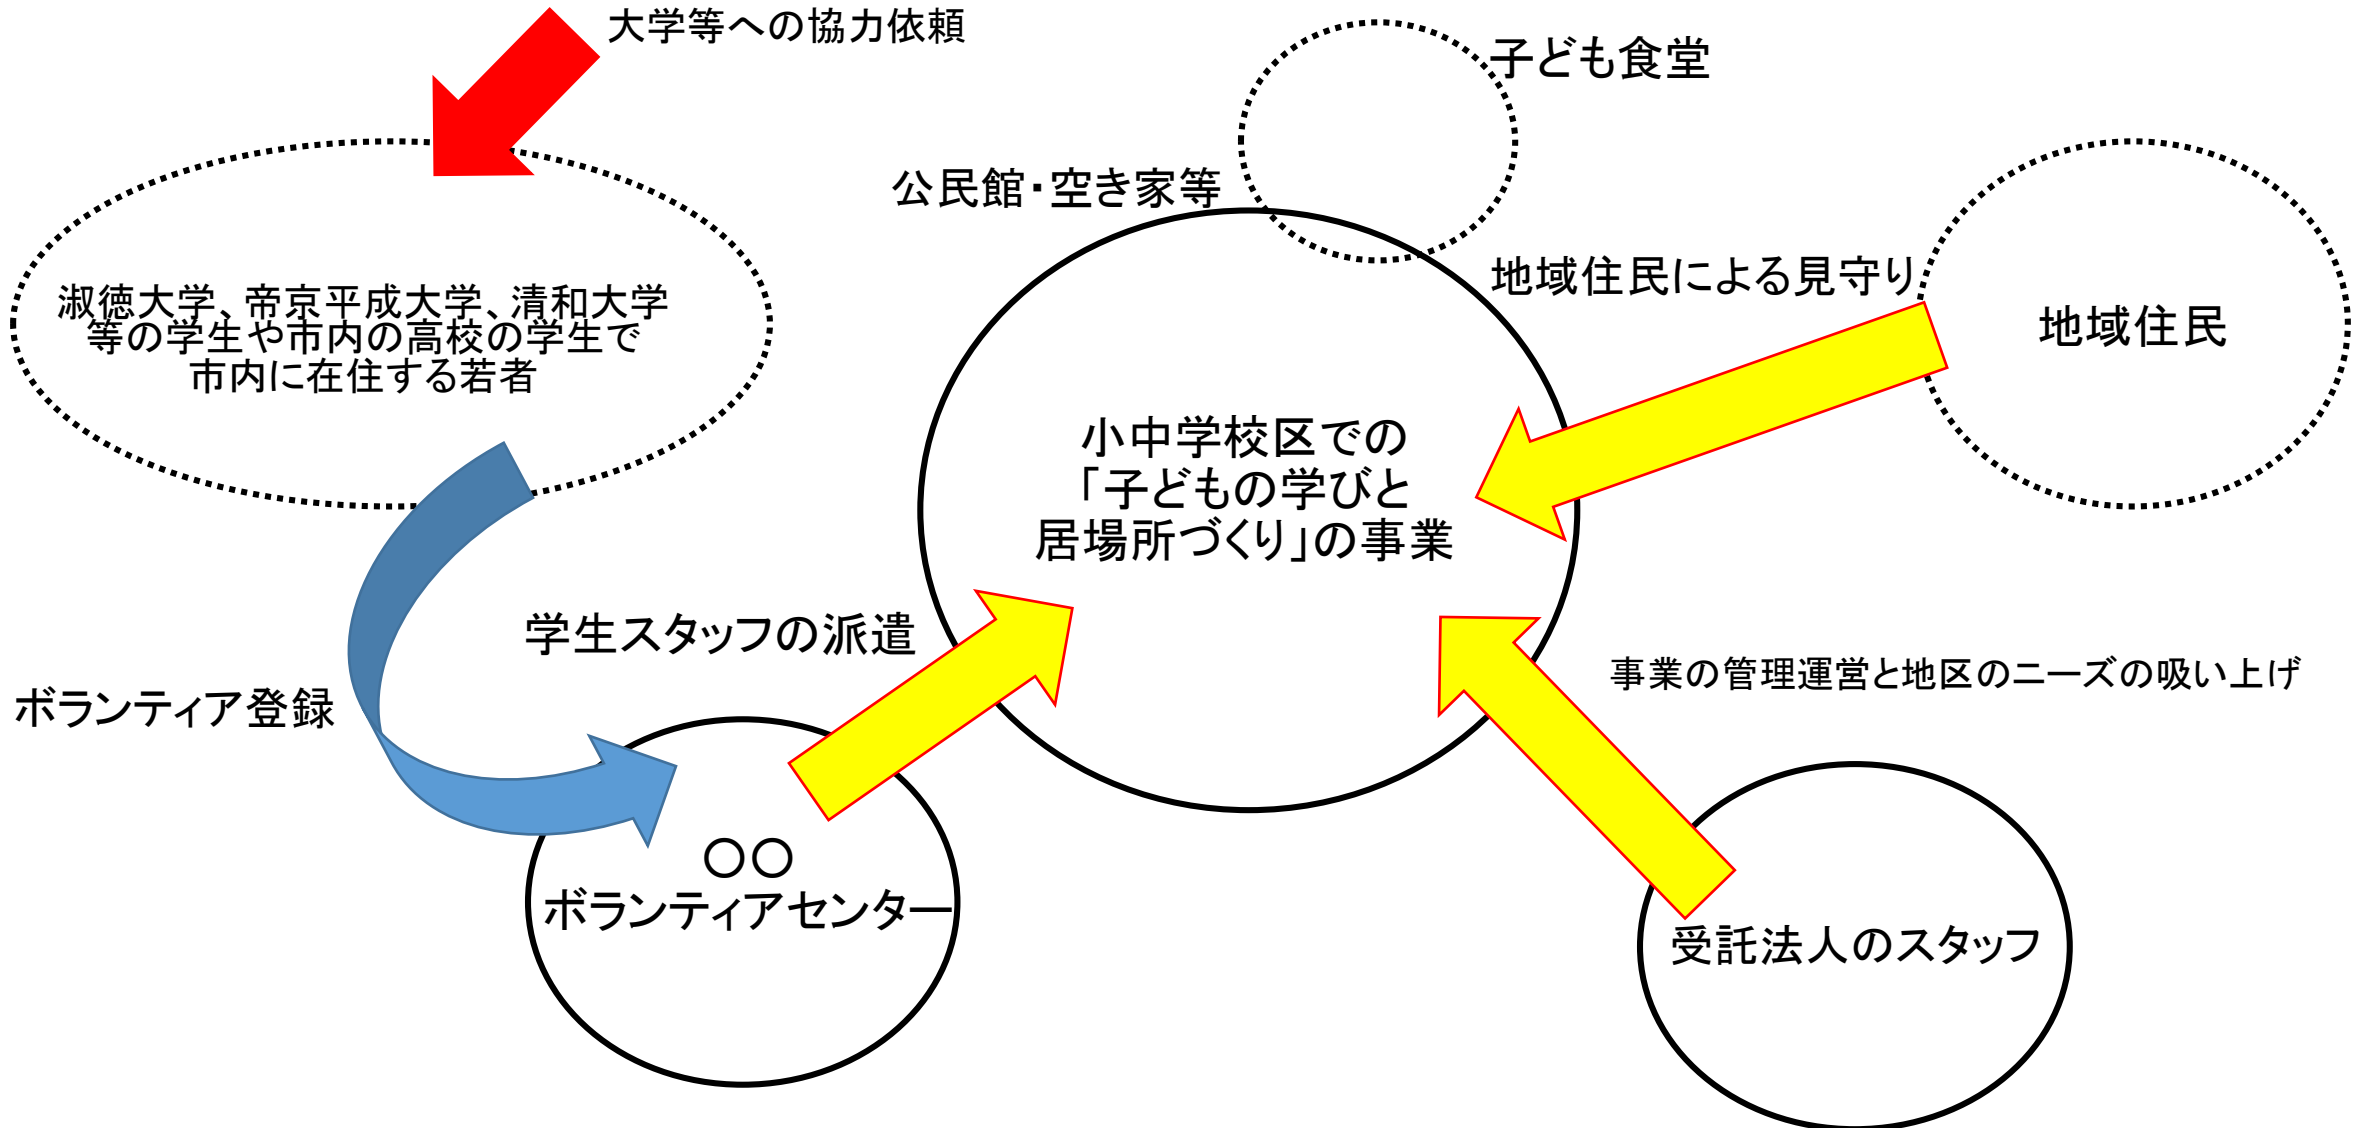 大学等への協力依頼
子ども食堂
公民館・空き家等
地域住民による見守り
淑徳大学、帝京平成大学、清和大学
等の学生や市内の高校の学生で
市内に在住する若者
地域住民
小中学校区での
「子どもの学びと
居場所づくり」の事業
学生スタッフの派遣
事業の管理運営と地区のニーズの吸い上げ
ボランティア登録
○○
ボランティアセンター
受託法人のスタッフ